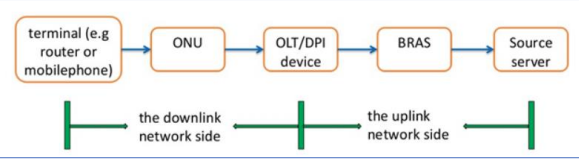 terminal (e.g
router or
mobilephone)
ONU
OLT/DPI
device
BRAS
Source
server
the downlink
network side
the uplink
network side